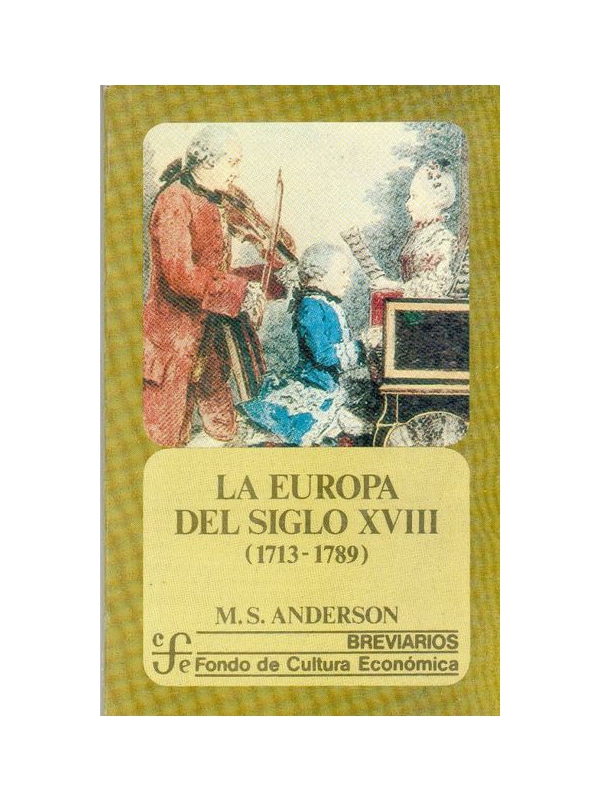 LA EUROPA
DEL SIGLO XVIII
(1713-1789)
M. S. ANDERSON
BREVIARIOS
cfe Fondo de Cultura Económica